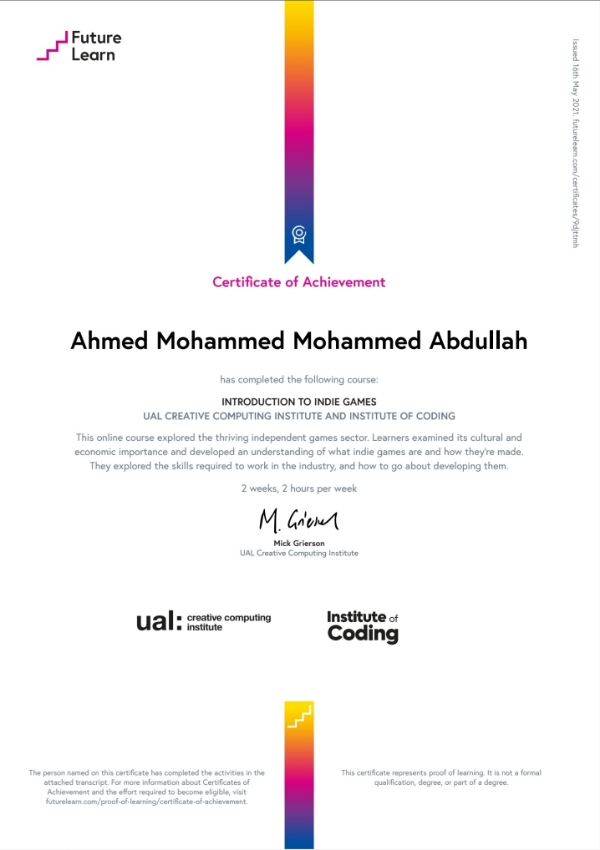 Future
Learn
Issued 16th May 2021. futurelearn.com/certificates/9djttmh
Certificate of Achievement
Ahmed Mohammed Mohammed Abdullah
has completed the following course:
INTRODUCTION TO INDIE GAMES
UAL CREATIVE COMPUTING INSTITUTE AND INSTITUTE OF CODING
This online course explored the thriving independent games sector. Learners examined its cultural and
economic importance and developed an understanding of what indie games are and how they're made.
They explored the skills required to work in the industry, and how to go about developing them.
2 weeks, 2 hours per week
M. Grierson
Mick Grierson
UAL Creative Computing Institute
ual: creative computing
institute
Institute of
Coding
The person named on this certificate has completed the activities in the
attached transcript. For more information about Certificates of
Achievement and the effort required to become eligible, visit
futurelearn.com/proof-of-learning/certificate-of-achievement.
This certificate represents proof of learning. It is not a formal
qualification, degree, or part of a degree.